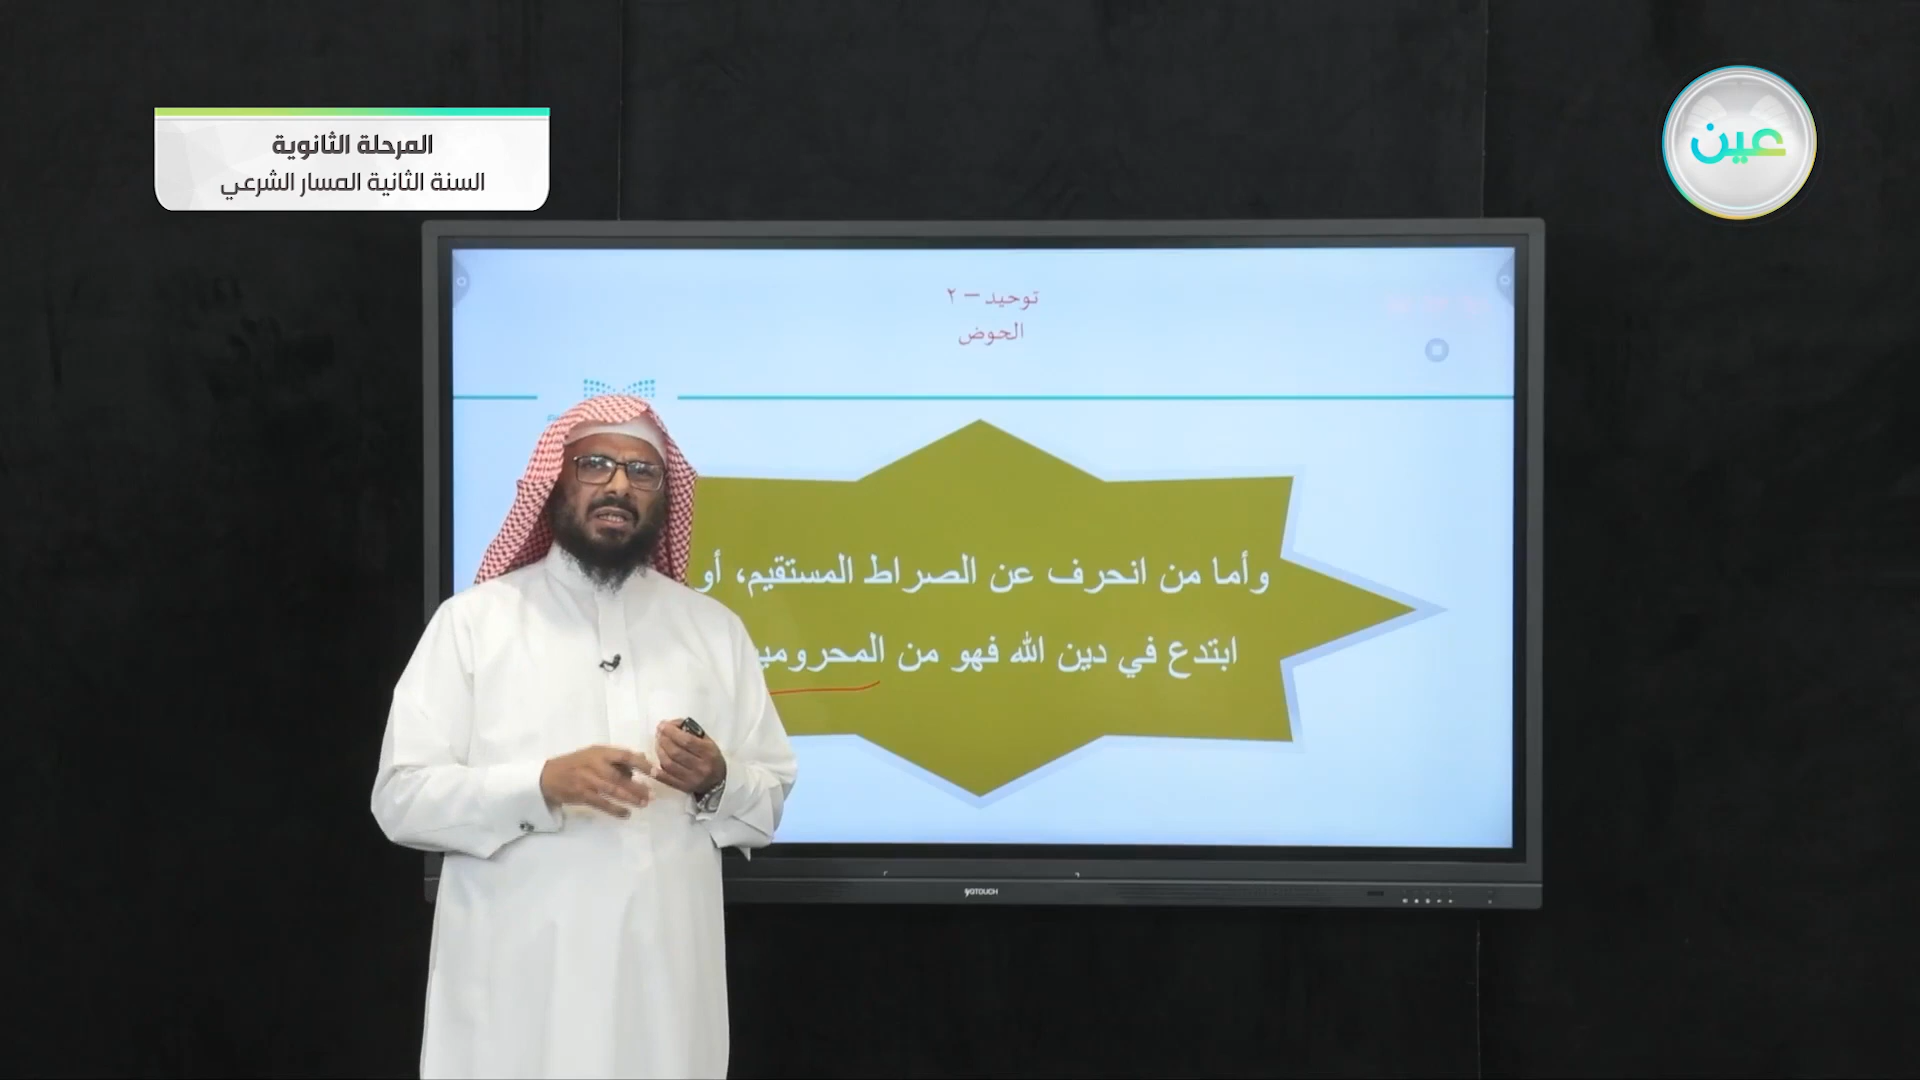 المرحلة الثانوية
السنة الثانية المسار الشرعي
عين
توحيد – ٢
الحوض
وأما من انحرف عن الصراط المستقيم، أو
ابتدع في دين الله فهو من
YOTOUCH